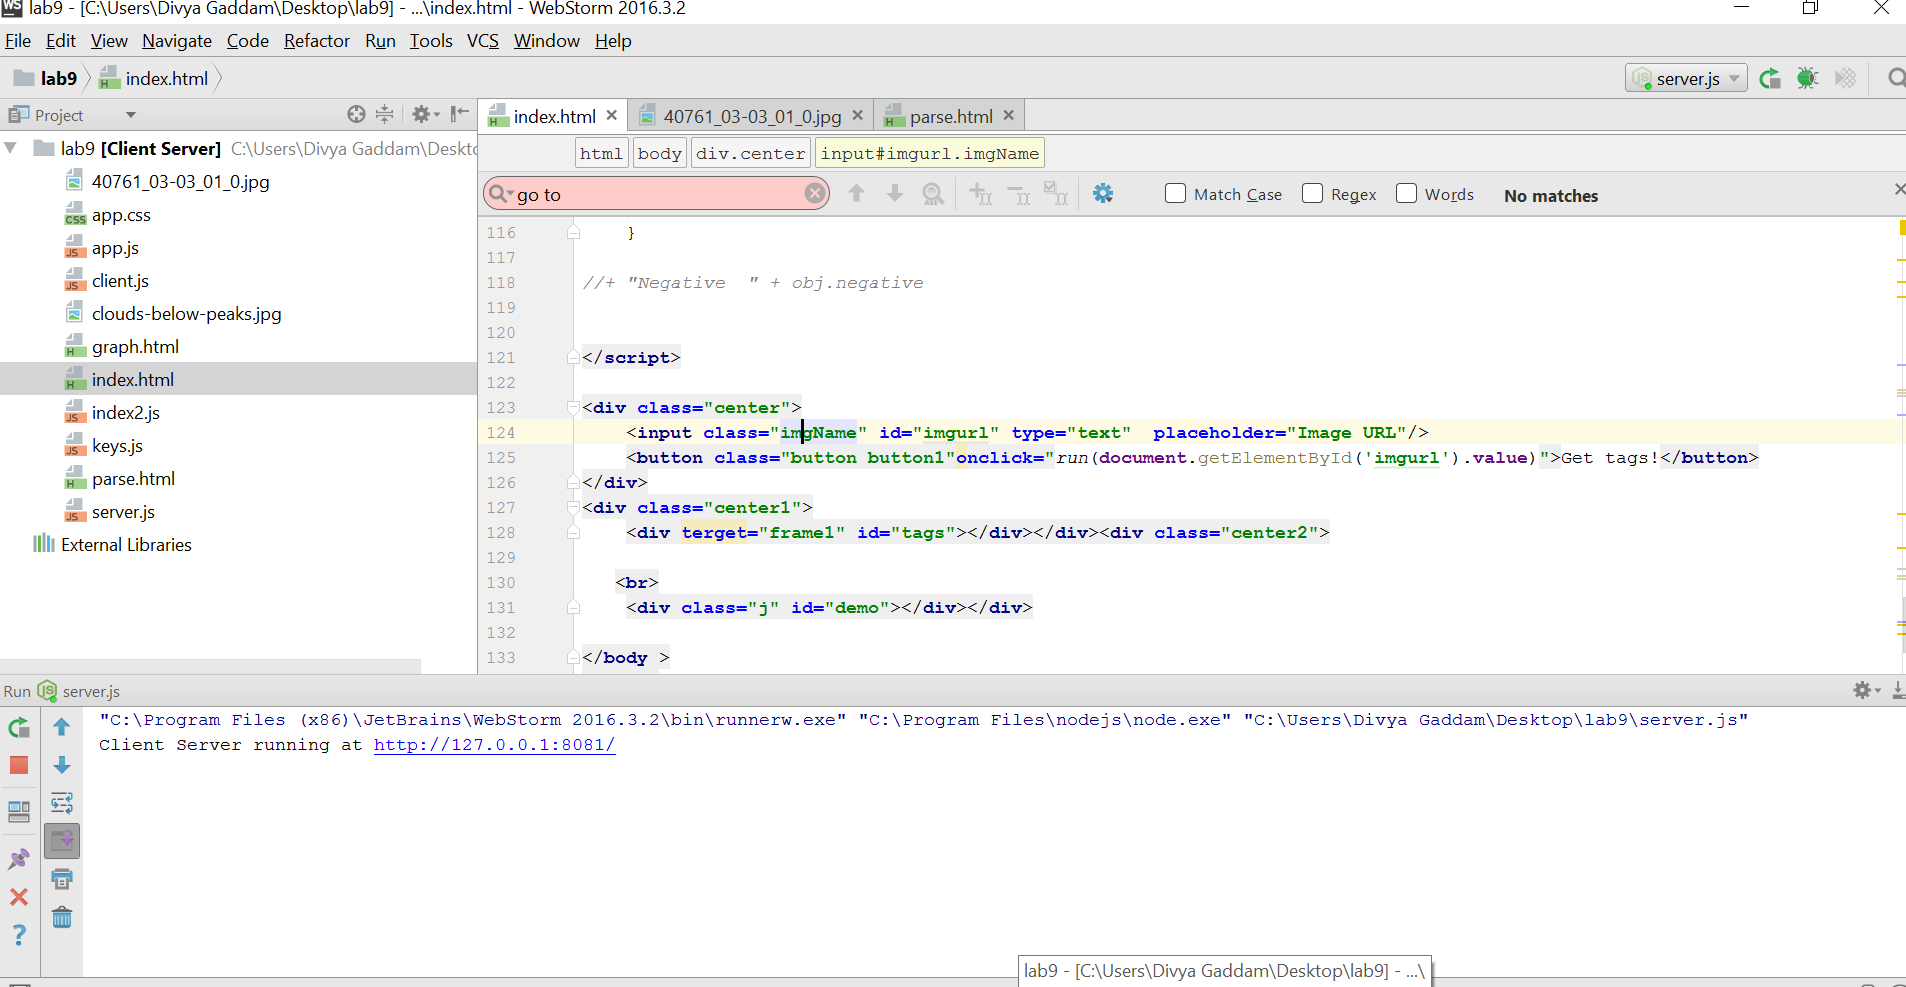 WS lab9 - [C:\Users\Divya Gaddam\Desktop\lab9] - ...\index.html - WebStorm 2016.3.2
File Edit View Navigate Code Refactor Run Tools VCS Window Help
lab9 index.html server.js
Project
index.html 40761_03-03_01_0.jpg parse.html
lab9 [Client Server] C:\Users\Divya Gaddam\Deskto
40761_03-03_01_0.jpg
app.css
app.js
client.js
clouds-below-peaks.jpg
graph.html
index.html
index2.js
keys.js
parse.html
server.js
External Libraries
html body div.center input#imgurl.imgName
go to Match Case Regex Words No matches
116 }
117
118 //+ "Negative  " + obj.negative
119
120
121 </script>
122
123 <div class="center">
124 <input class="imgName" id="imgurl" type="text"  placeholder="Image URL"/>
125 <button class="button button1"onclick="run(document.getElementById('imgurl').value)">Get tags!</button>
126 </div>
127 <div class="center1">
128 <div terget="frame1" id="tags"></div></div><div class="center2">
129
130 <br>
131 <div class="j" id="demo"></div></div>
132
133 </body >
Run server.js
"C:\Program Files (x86)\JetBrains\WebStorm 2016.3.2\bin\runnerw.exe" "C:\Program Files\nodejs\node.exe" "C:\Users\Divya Gaddam\Desktop\lab9\server.js"
Client Server running at http://127.0.0.1:8081/
lab9 - [C:\Users\Divya Gaddam\Desktop\lab9] - ...\